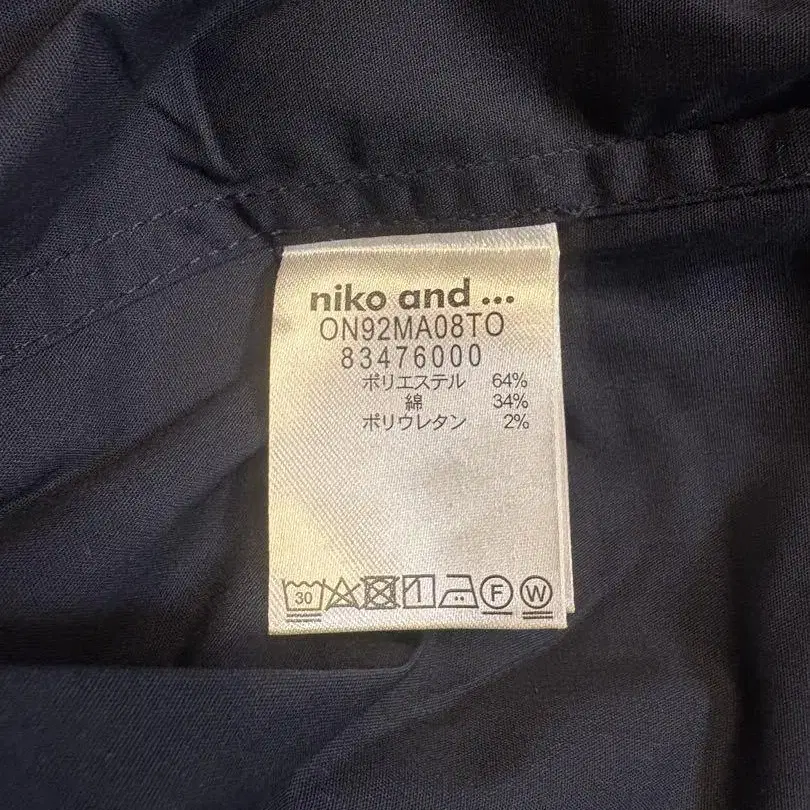 niko and ...
ON92MA08TO
83476000
ポリエステル 64%
綿 34%
ポリウレタン 2%
30 F W